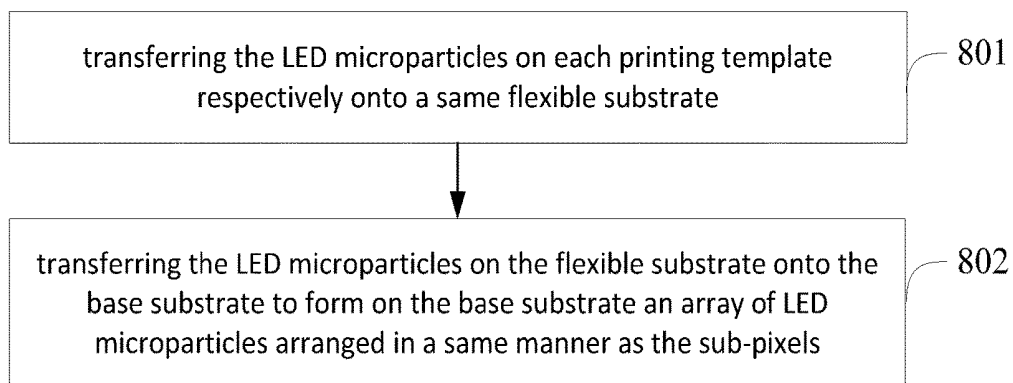 transferring the LED microparticles on each printing template
respectively onto a same flexible substrate
801
transferring the LED microparticles on the flexible substrate onto the
base substrate to form on the base substrate an array of LED
microparticles arranged in a same manner as the sub-pixels
802